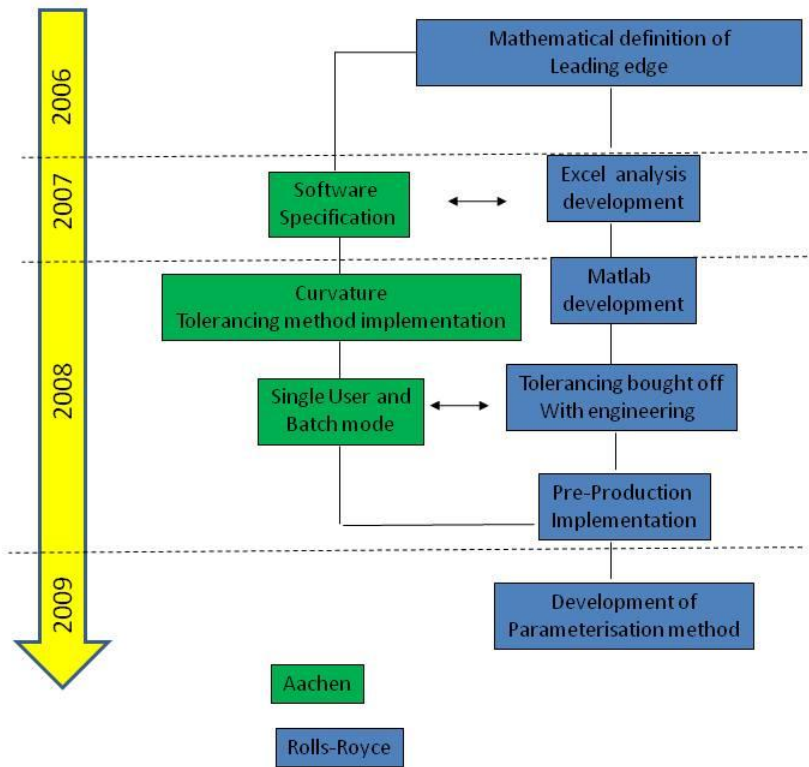 2006
Mathematical definition of
Leading edge
2007
Software
Specification
Excel analysis
development
2008
Curvature
Tolerancing method implementation
Matlab
development
Single User and
Batch mode
Tolerancing bought off
With engineering
Pre-Production
Implementation
2009
Development of
Parameterisation method
Aachen
Rolls-Royce